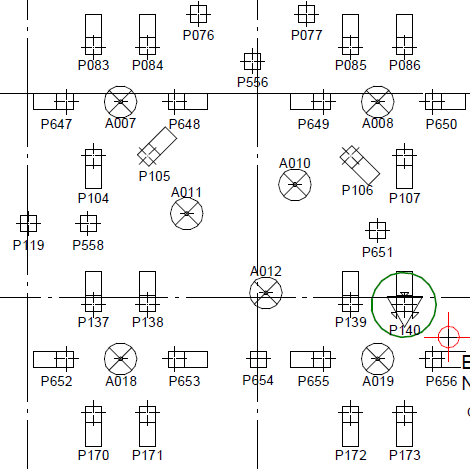 P076 P077
P083 P084 P085 P086
P556
P647 A007 P648 P649 A008 P650
P105 A010 P106
P104 A011 P107
P119 P558 P651
A012
P137 P138 P139 P140
E
P652 A018 P653 P654 P655 A019 P656 N
P170 P171 P172 P173